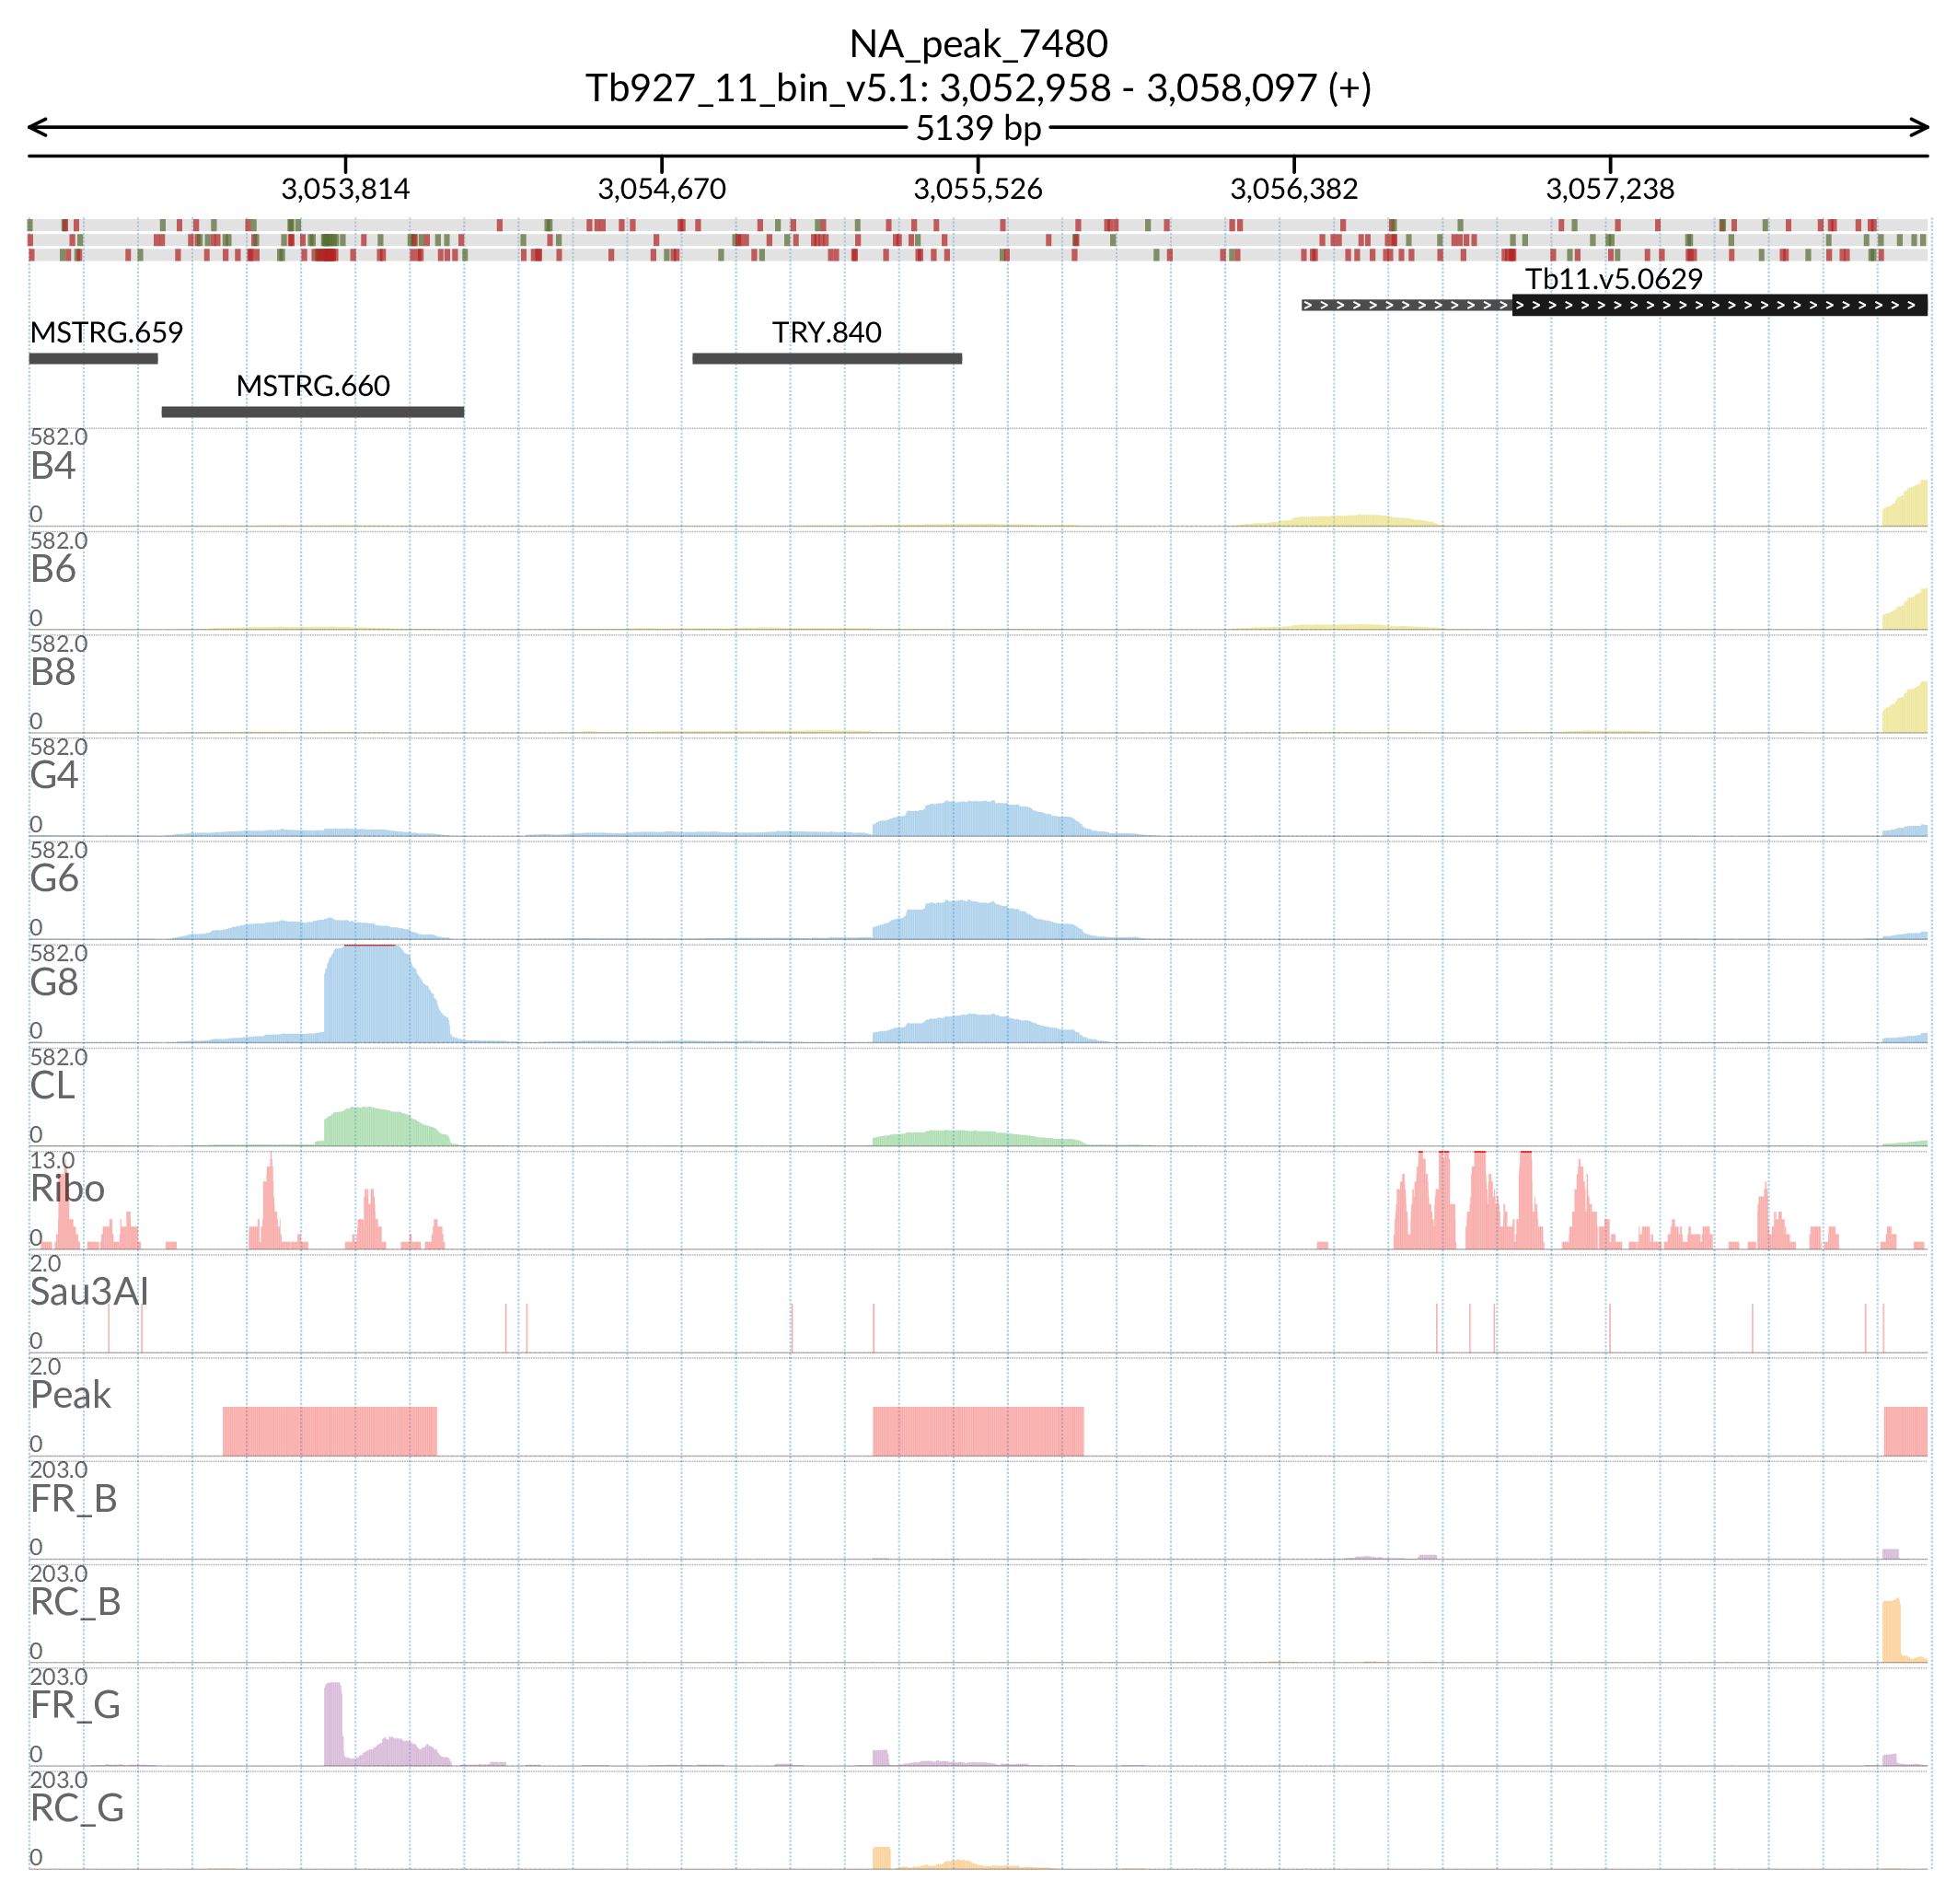 NA_peak_7480
Tb927_11_bin_v5.1: 3,052,958 - 3,058,097 (+)
5139 bp
3,053,814 3,054,670 3,055,526 3,056,382 3,057,238
Tb11.v5.0629
MSTRG.659 TRY.840
MSTRG.660
582.0
B4
0
582.0
B6
0
582.0
B8
0
582.0
G4
0
582.0
G6
0
582.0
G8
0
582.0
CL
0
13.0
Ribo
0
2.0
Sau3AI
0
2.0
Peak
0
203.0
FR_B
0
203.0
RC_B
0
203.0
FR_G
0
203.0
RC_G
0